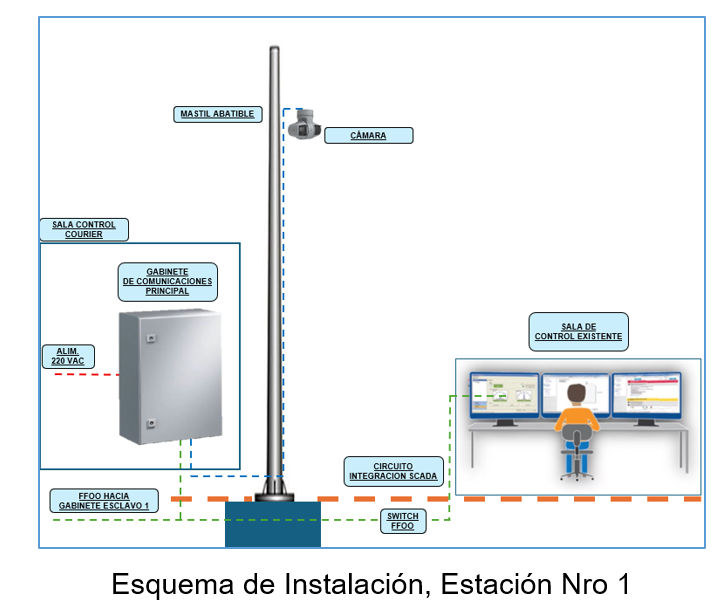 MASTIL ABATIBLE
CÁMARA
SALA CONTROL
COURIER
GABINETE
DE COMUNICACIONES
PRINCIPAL
SALA DE
CONTROL EXISTENTE
ALIM.
220 VAC
CIRCUITO
INTEGRACION SCADA
FFOO HACIA
GABINETE ESCLAVO 1
SWITCH
FFOO
Esquema de Instalación, Estación Nro 1